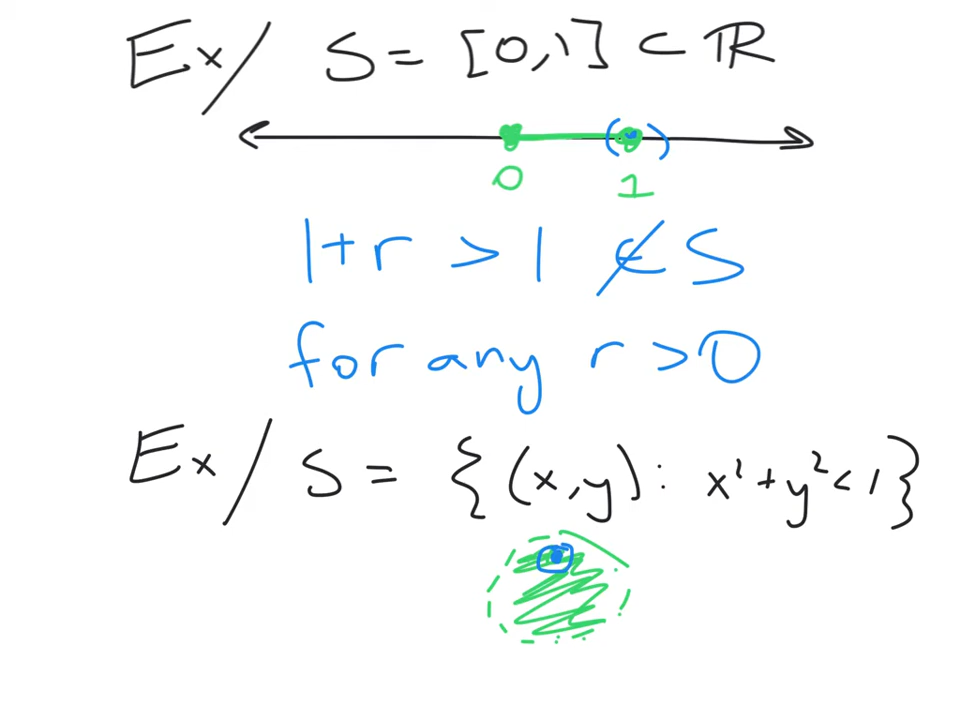 Ex/ S = [0,1] ⊂ ℝ
0 1
1+r > 1 ∉ S
for any r > 0
Ex/ S = {(x,y): x²+y²<1}